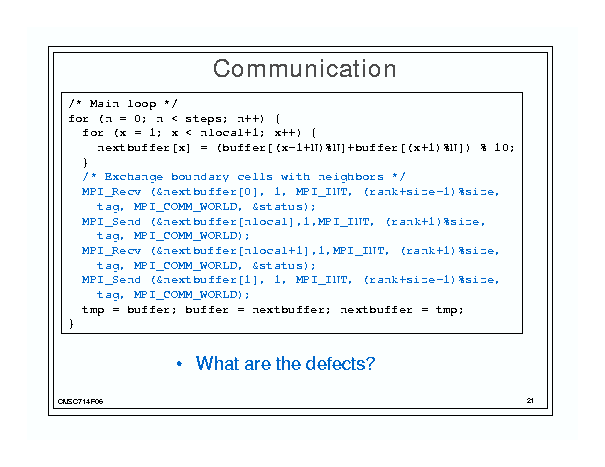 Communication
/* Main loop */
for (n = 0; n < steps; n++) {
for (x = 1; x < nlocal+1; x++) {
nextbuffer[x] = (buffer[(x-1+N)%N]+buffer[(x+1)%N]) % 10;
}
/* Exchange boundary cells with neighbors */
MPI_Recv (&nextbuffer[0], 1, MPI_INT, (rank+size-1)%size,
tag, MPI_COMM_WORLD, &status);
MPI_Send (&nextbuffer[nlocal],1,MPI_INT, (rank+1)%size,
tag, MPI_COMM_WORLD);
MPI_Recv (&nextbuffer[nlocal+1],1,MPI_INT, (rank+1)%size,
tag, MPI_COMM_WORLD, &status);
MPI_Send (&nextbuffer[1], 1, MPI_INT, (rank+size-1)%size,
tag, MPI_COMM_WORLD);
tmp = buffer; buffer = nextbuffer; nextbuffer = tmp;
}
• What are the defects?
CMSC714F06
21